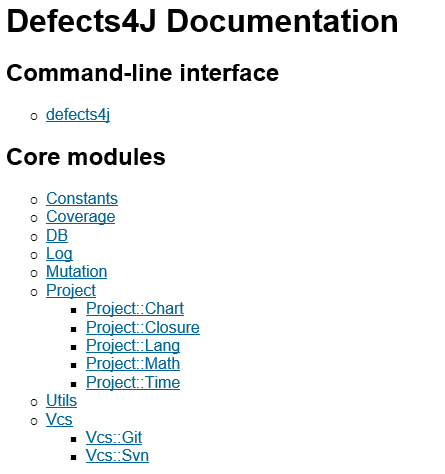 Defects4J Documentation
Command-line interface
defects4j
Core modules
Constants
Coverage
DB
Log
Mutation
Project
Project::Chart
Project::Closure
Project::Lang
Project::Math
Project::Time
Utils
Vcs
Vcs::Git
Vcs::Svn